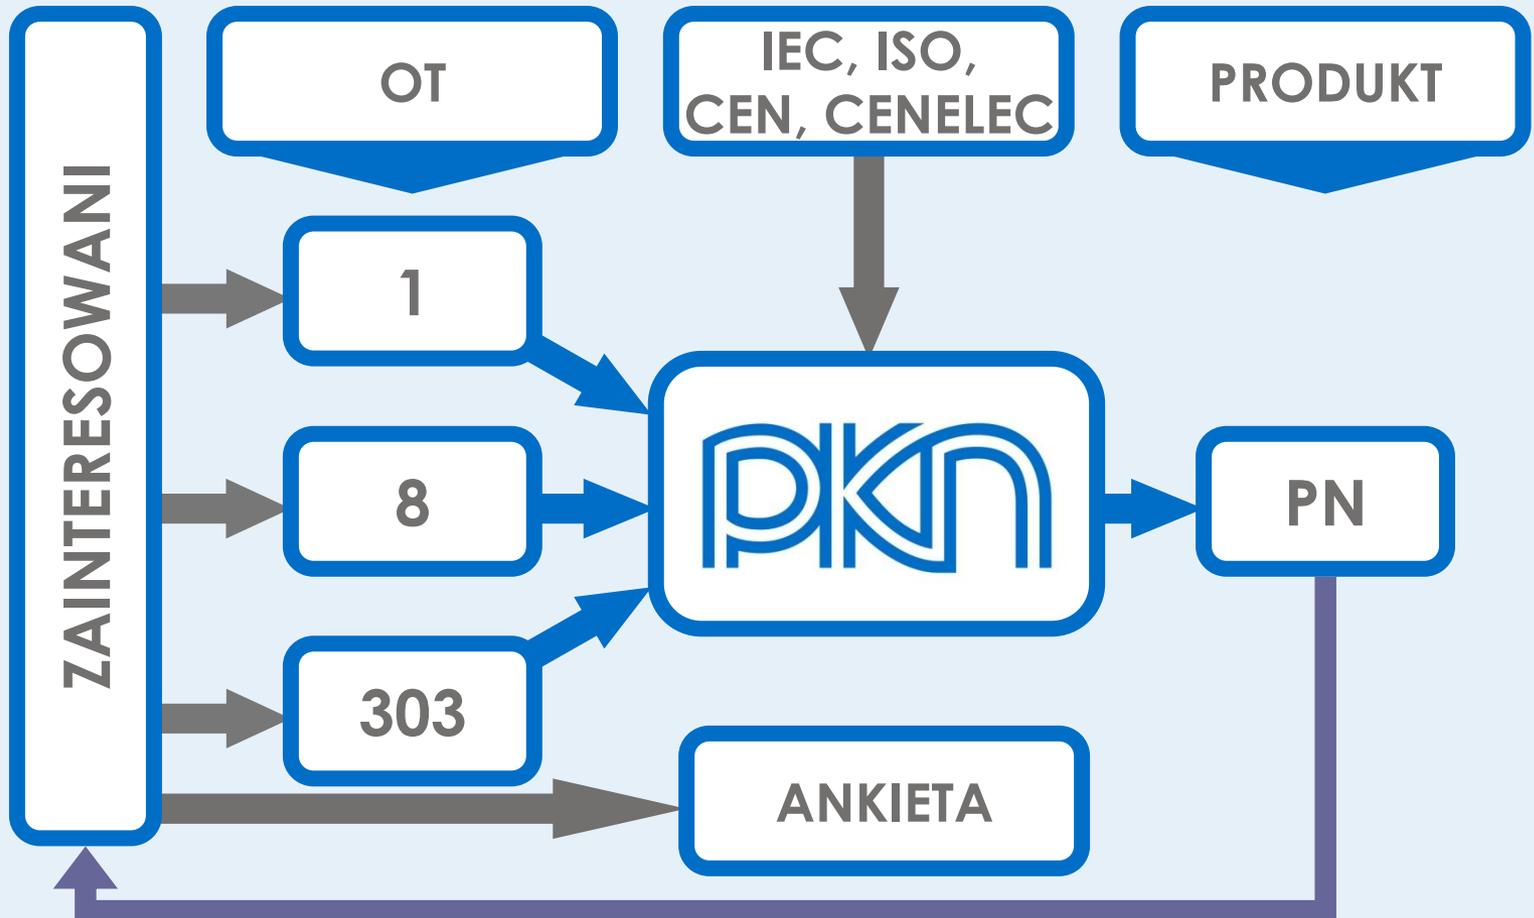 ZAINTERESOWANI
OT
IEC, ISO,
CEN, CENELEC
PRODUKT
1
8
303
pkn
PN
ANKIETA